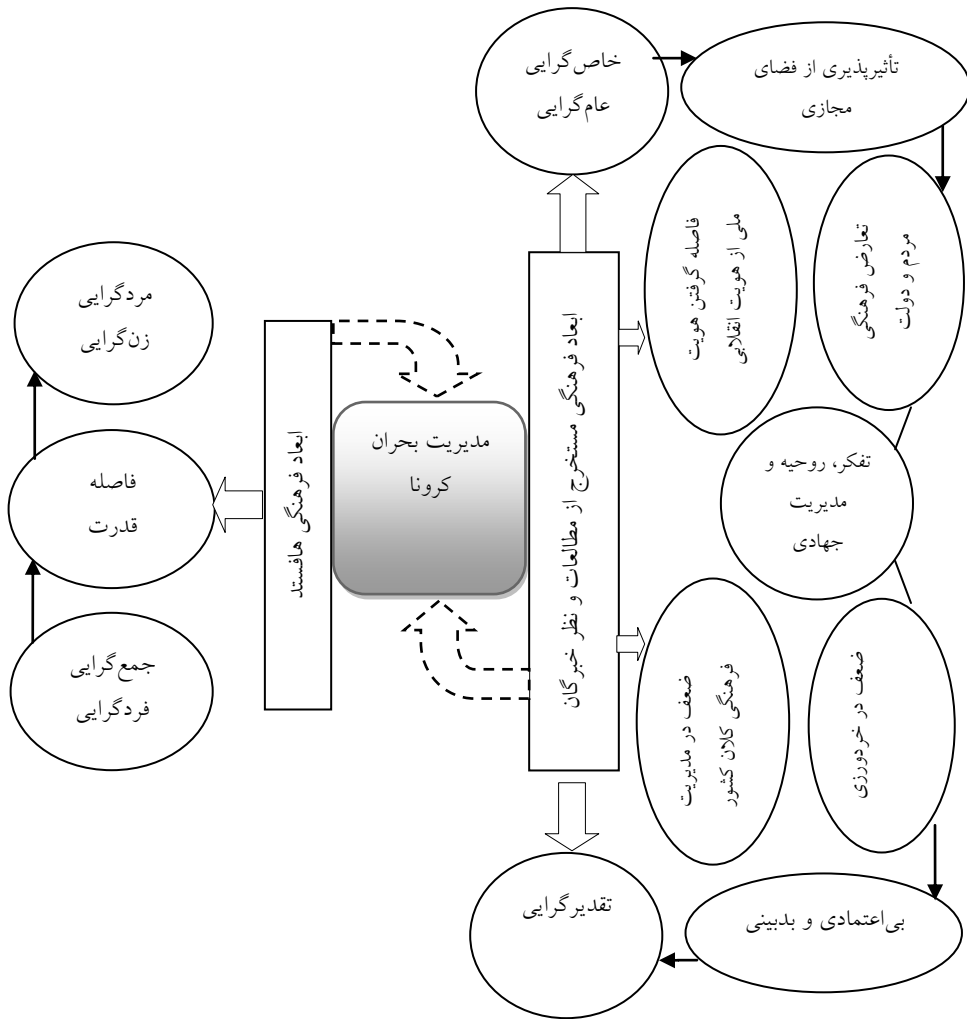 خاص‌گرایی
عام‌گرایی
تأثیرپذیری از فضای
مجازی
فاصله گرفتن هویت
ملی از هویت انقلابی
تعارض فرهنگی
مردم و دولت
تفکر، روحیه و
مدیریت
جهادی
ضعف در مدیریت
فرهنگی کلان کشور
ضعف در خردورزی
بی‌اعتمادی و بدبینی
تقدیرگرایی
ابعاد فرهنگی مستخرج از مطالعات و نظر خبرگان
مدیریت بحران
کرونا
ابعاد فرهنگی هافستد
مردگرایی
زن‌گرایی
فاصله
قدرت
جمع‌گرایی
فردگرایی